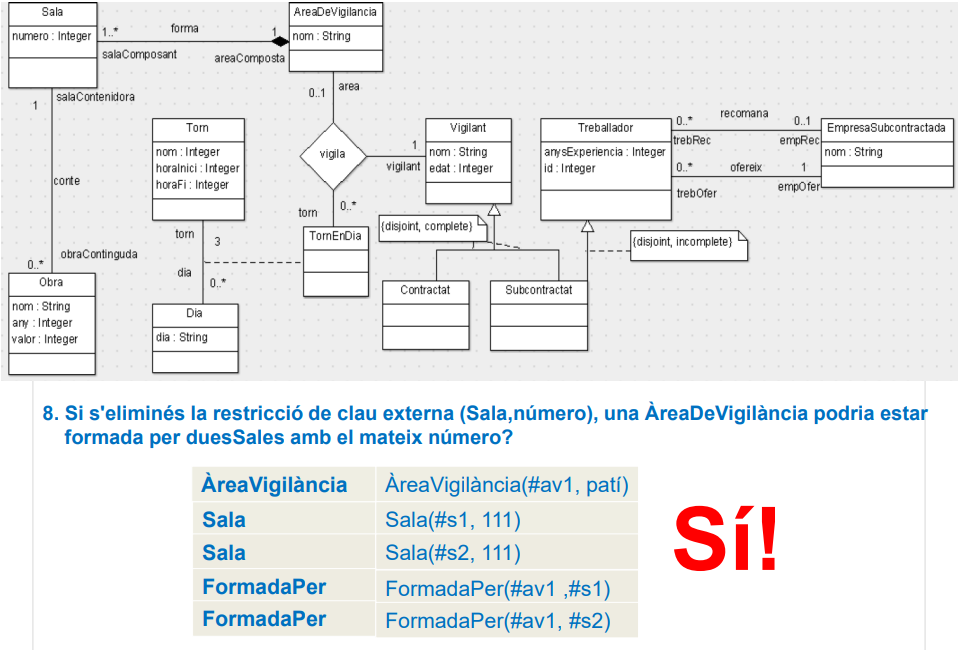 Sala
numero : Integer
1..*
forma
1
salaComposant
areaComposta
AreaDeVigilancia
nom : String
1
salaContenidora
conte
0..*
obraContinguda
Obra
nom : String
any : Integer
valor : Integer
Torn
nom : Integer
horaInici : Integer
horaFi : Integer
torn
3
dia
0..*
Dia
dia : String
0..1
area
vigila
1
vigilant
torn
0..*
TornEnDia
Vigilant
nom : String
edat : Integer
{disjoint, complete}
Contractat
Subcontractat
Treballador
anysExperiencia : Integer
id : Integer
{disjoint, incomplete}
0..*
recomana
0..1
trebRec
empRec
0..*
ofereix
1
trebOfer
empOfer
EmpresaSubcontractada
nom : String
8. Si s'eliminés la restricció de clau externa (Sala,número), una ÀreaDeVigilància podria estar
formada per duesSales amb el mateix número?
ÀreaVigilància ÀreaVigilància(#av1, patí)
Sala Sala(#s1, 111)
Sala Sala(#s2, 111)
FormadaPer FormadaPer(#av1 ,#s1)
FormadaPer FormadaPer(#av1, #s2)
Sí!